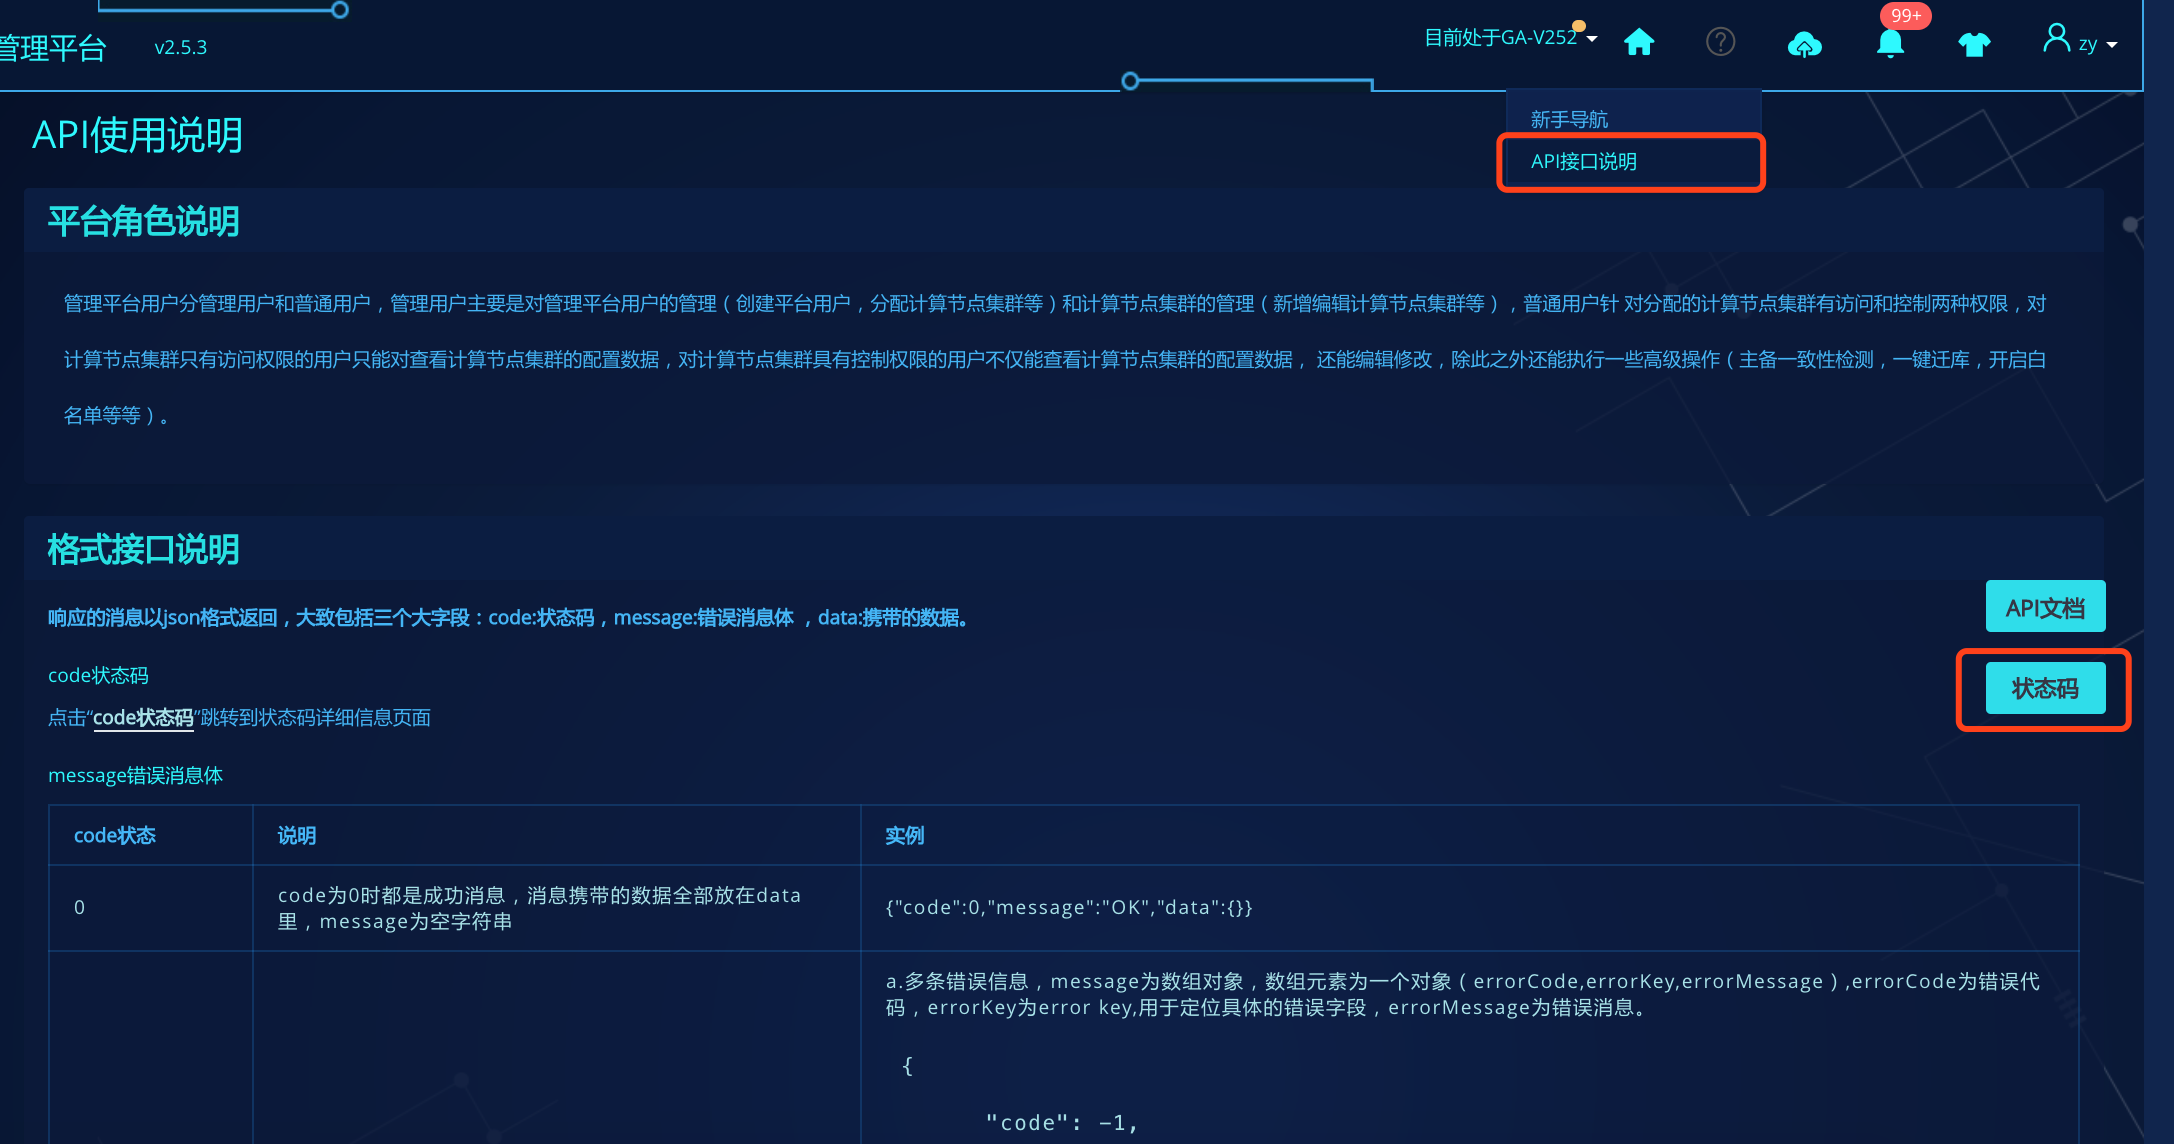 管理平台
v2.5.3
目前处于GA-V252
99+
zy
新手导航
API接口说明
API使用说明
平台角色说明
管理平台用户分管理用户和普通用户，管理用户主要是对管理平台用户的管理（创建平台用户，分配计算节点集群等）和计算节点集群的管理（新增编辑计算节点集群等），普通用户针 对分配的计算节点集群有访问和控制两种权限，对
计算节点集群只有访问权限的用户只能对查看计算节点集群的配置数据，对计算节点集群具有控制权限的用户不仅能查看计算节点集群的配置数据， 还能编辑修改，除此之外还能执行一些高级操作（主备一致性检测，一键迁库，开启白
名单等等）。
格式接口说明
响应的消息以json格式返回，大致包括三个大字段：code:状态码，message:错误消息体 ，data:携带的数据。
API文档
code状态码
状态码
点击“code状态码”跳转到状态码详细信息页面
message错误消息体
code状态
说明
实例
0
code为0时都是成功消息，消息携带的数据全部放在data
里，message为空字符串
{"code":0,"message":"OK","data":{}}
a.多条错误信息，message为数组对象，数组元素为一个对象（errorCode,errorKey,errorMessage）,errorCode为错误代
码，errorKey为error key,用于定位具体的错误字段，errorMessage为错误消息。
{
"code": -1,